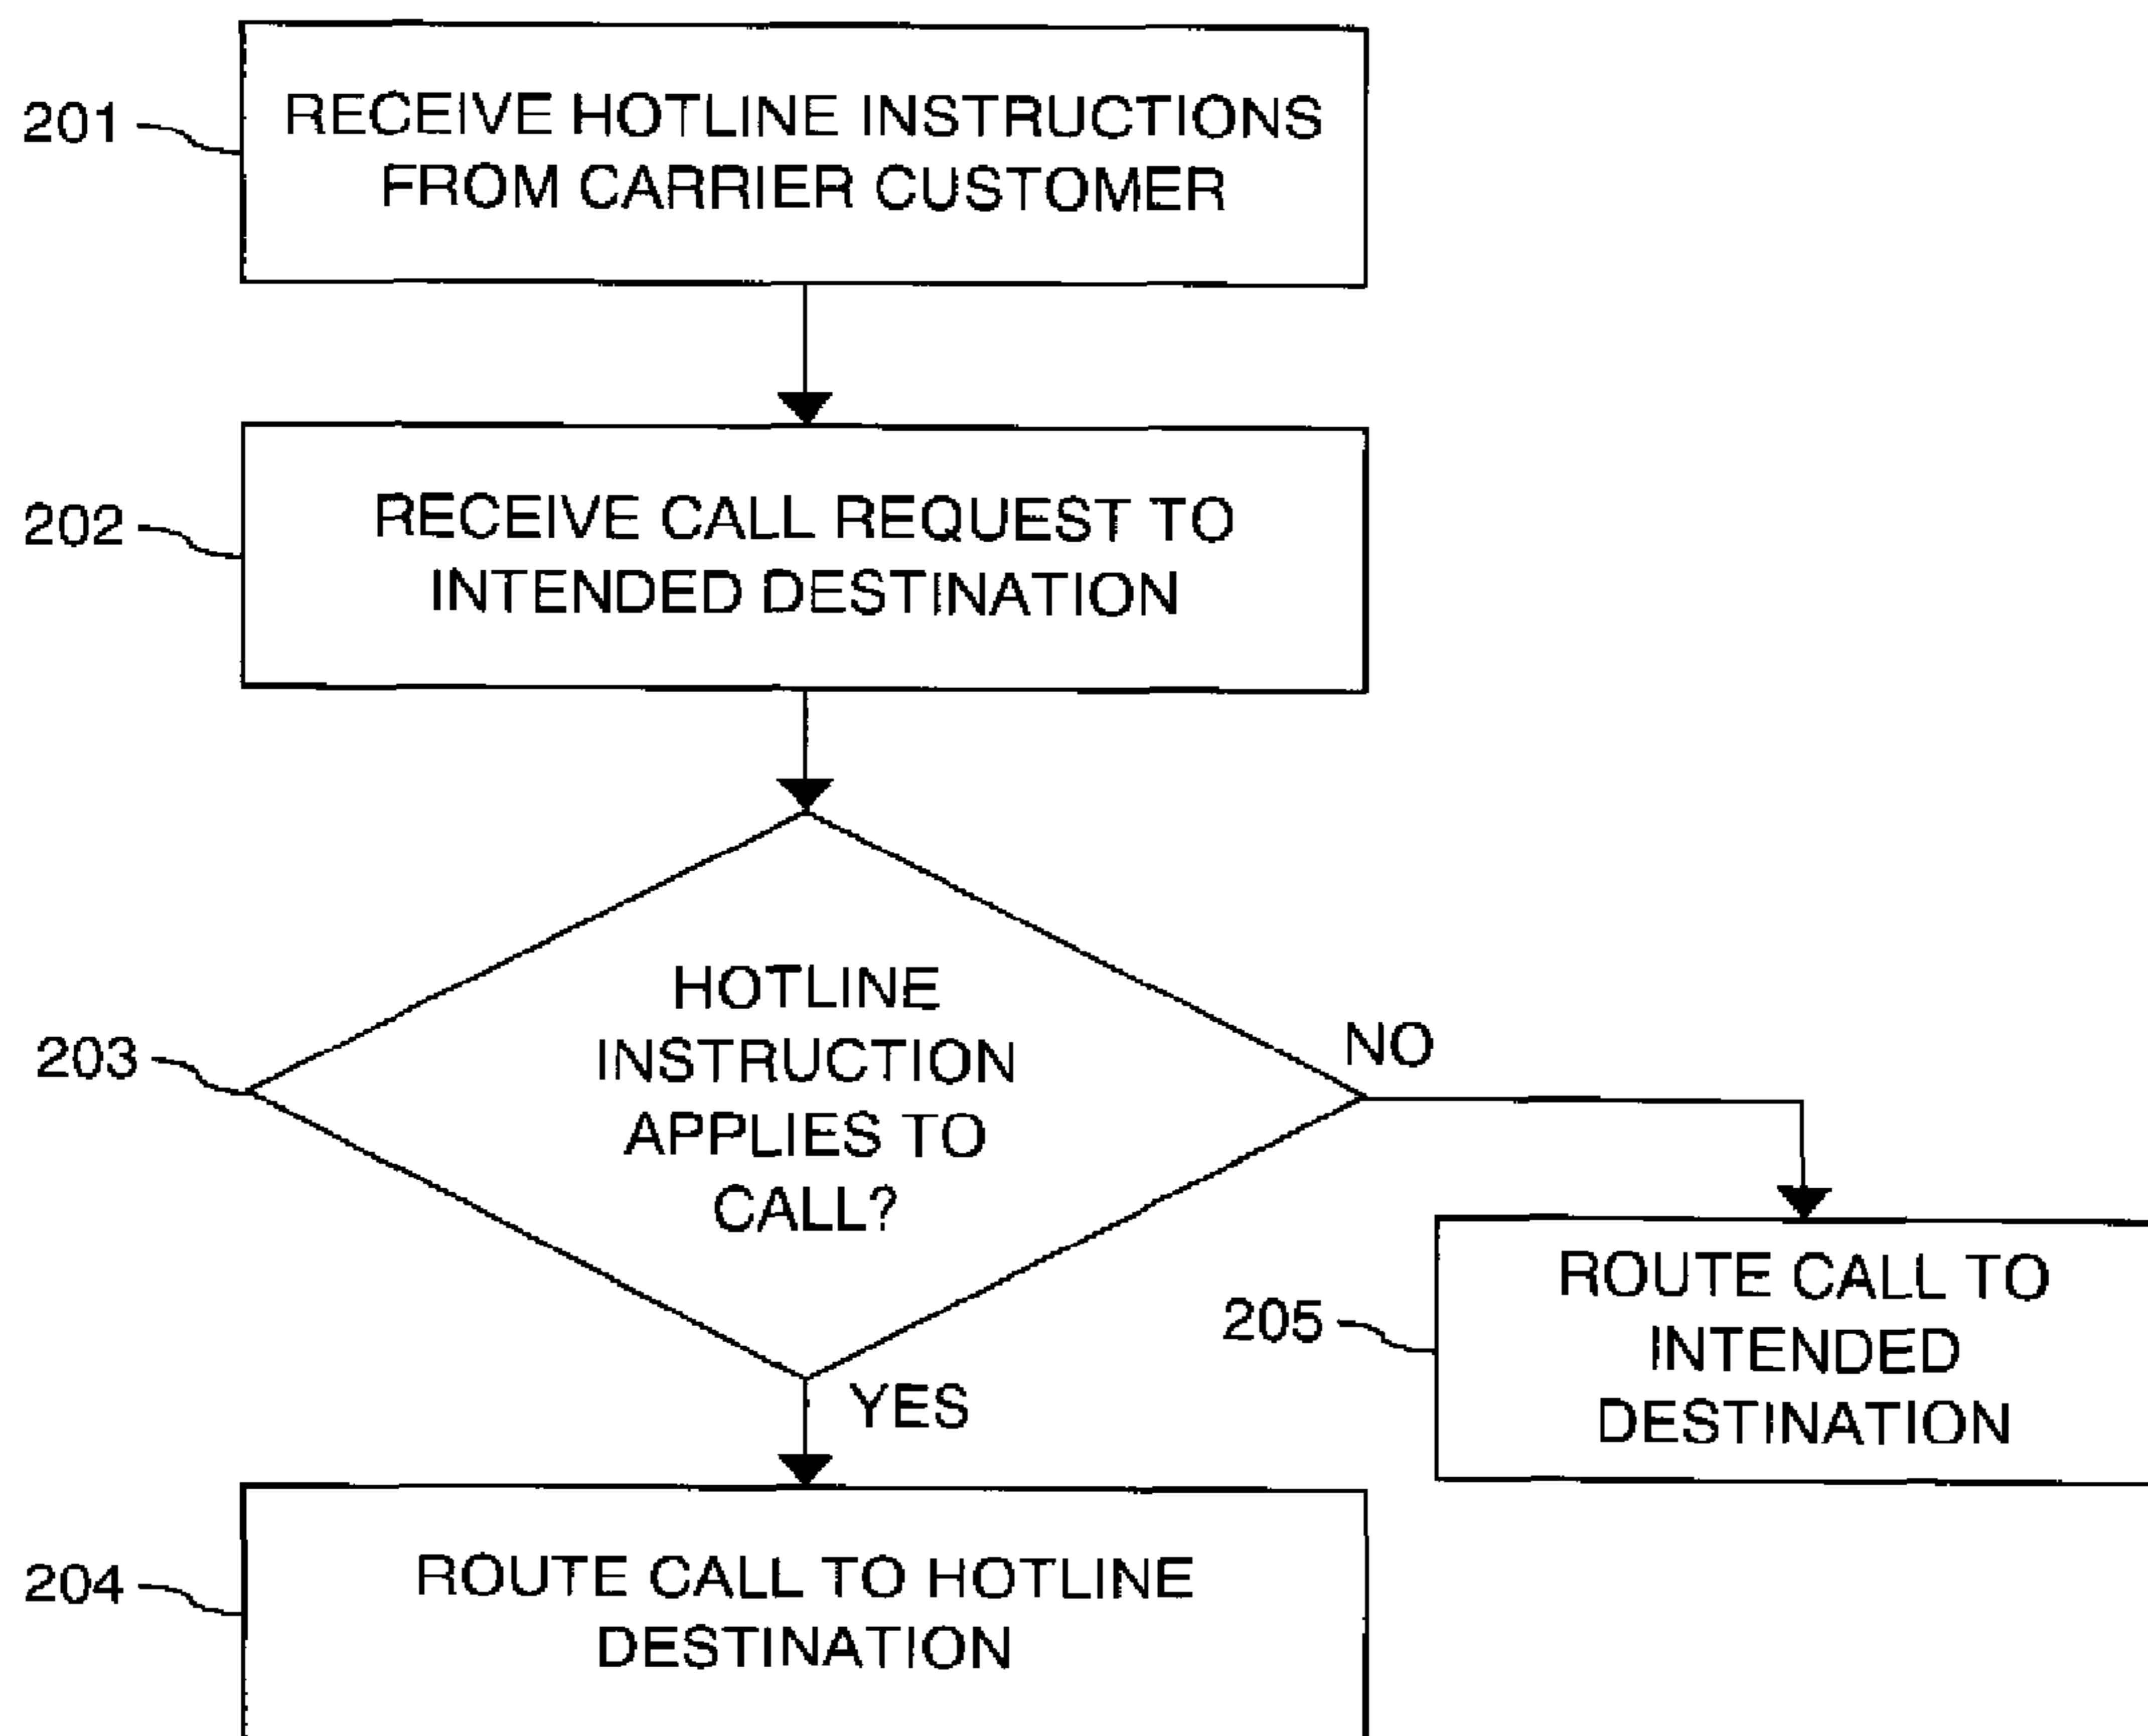 201
RECEIVE HOTLINE INSTRUCTIONS
FROM CARRIER CUSTOMER
202
RECEIVE CALL REQUEST TO
INTENDED DESTINATION
203
HOTLINE
INSTRUCTION
APPLIES TO
CALL?
NO
YES
205
ROUTE CALL TO
INTENDED
DESTINATION
204
ROUTE CALL TO HOTLINE
DESTINATION